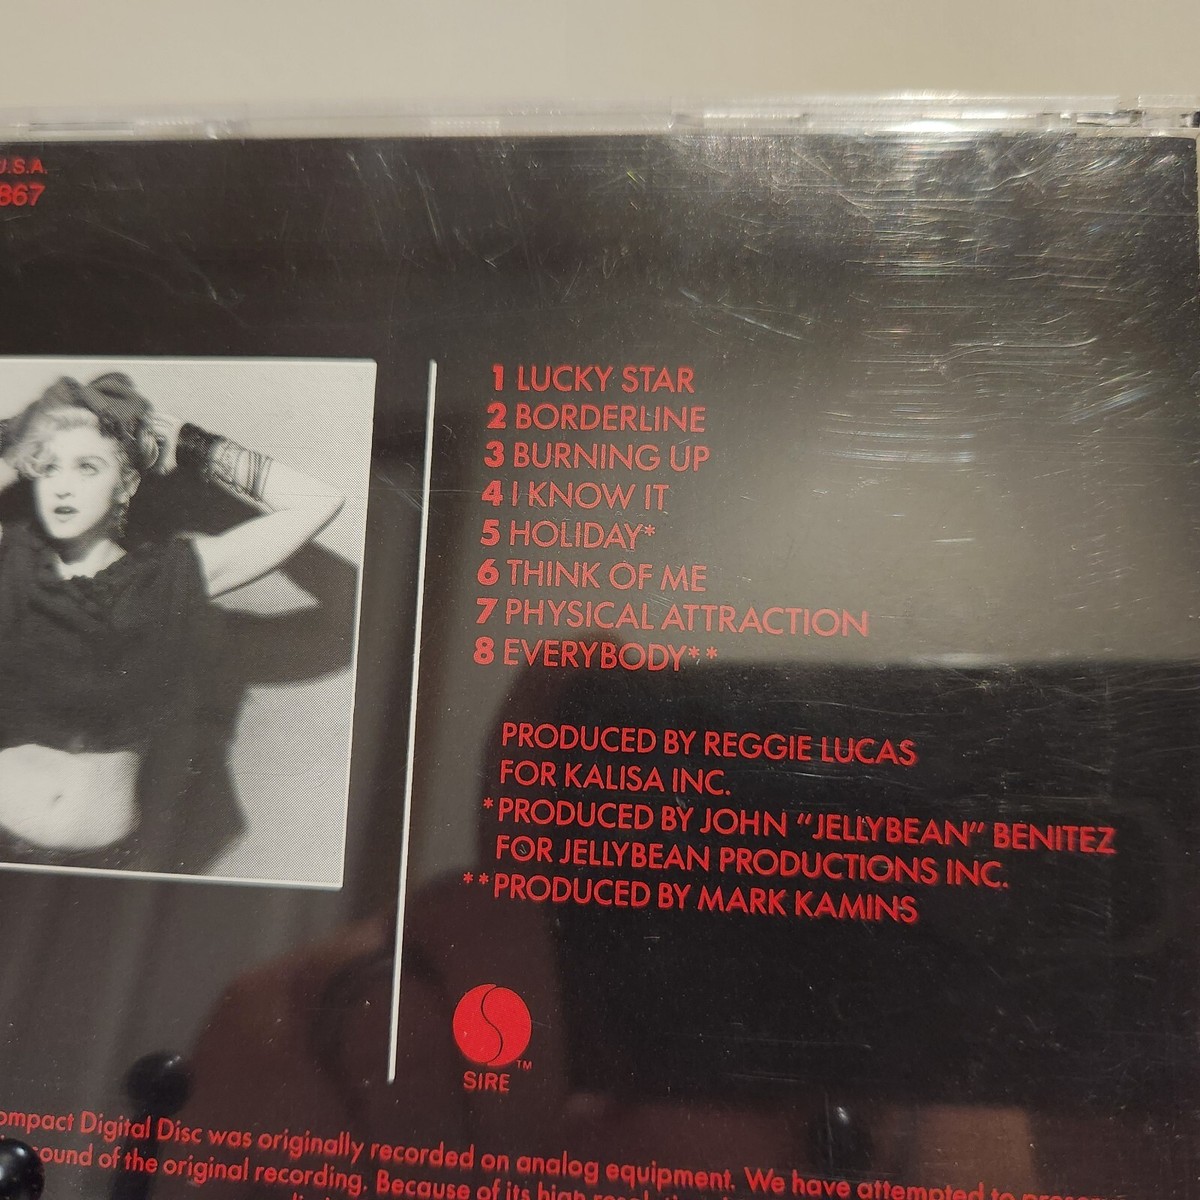 U.S.A.
867
1 LUCKY STAR
2 BORDERLINE
3 BURNING UP
4 I KNOW IT
5 HOLIDAY*
6 THINK OF ME
7 PHYSICAL ATTRACTION
8 EVERYBODY**
PRODUCED BY REGGIE LUCAS
FOR KALISA INC.
*PRODUCED BY JOHN "JELLYBEAN" BENITEZ
FOR JELLYBEAN PRODUCTIONS INC.
**PRODUCED BY MARK KAMINS
TM
SIRE
ompact Digital Disc was originally recorded on analog equipment. We have attempted to
sound of the original recording. Because of its high